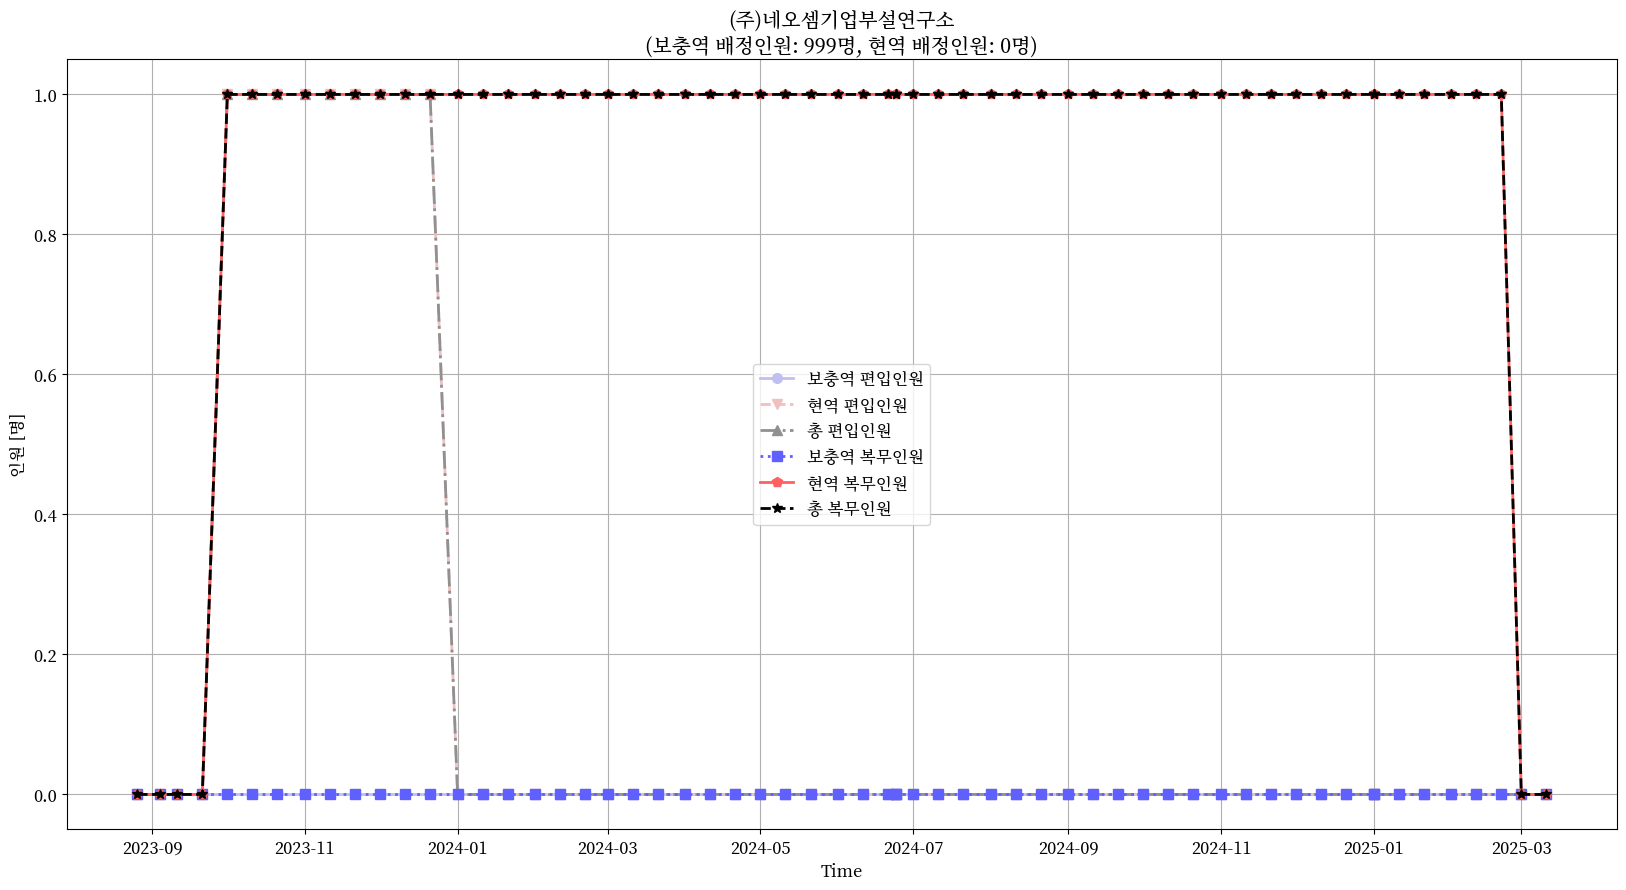 (주)네오셈기업부설연구소
(보충역 배정인원: 999명, 현역 배정인원: 0명)
1.0
0.8
0.6
0.4
0.2
0.0
인원 [명]
보충역 편입인원
현역 편입인원
총 편입인원
보충역 복무인원
현역 복무인원
총 복무인원
2023-09 2023-11 2024-01 2024-03 2024-05 2024-07 2024-09 2024-11 2025-01 2025-03
Time